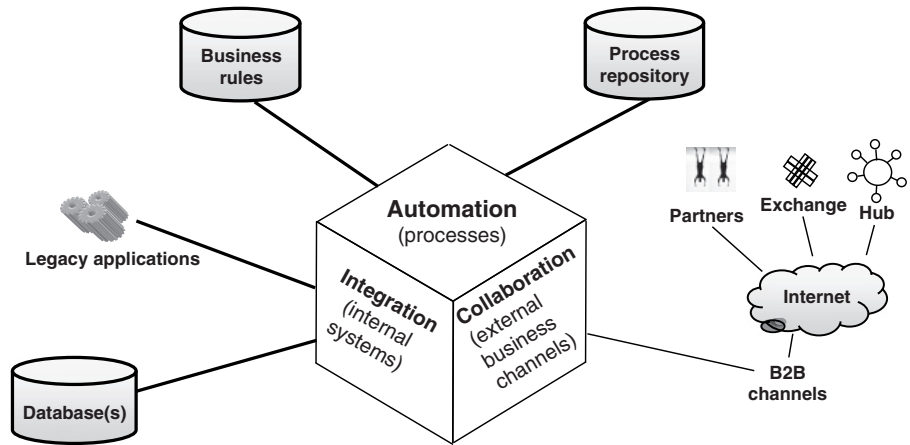 Business
rules
Process
repository
Automation
(processes)
Partners
Exchange
Hub
Legacy applications
Integration
(internal
systems)
Collaboration
(external
business
channels)
Internet
B2B
channels
Database(s)